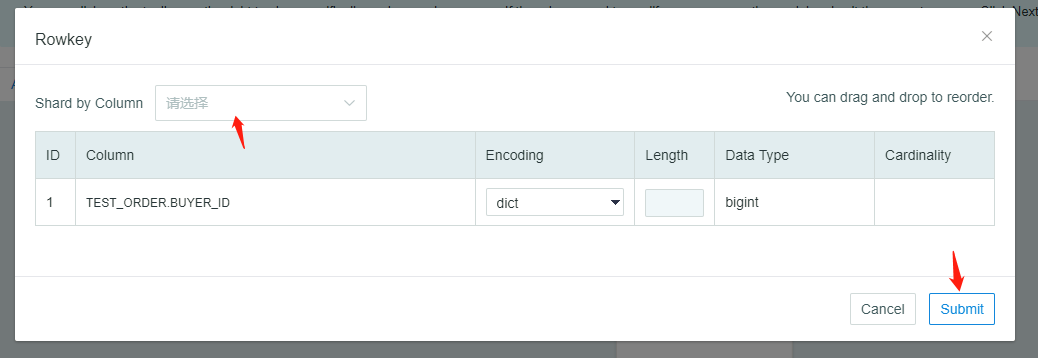 Rowkey
Shard by Column 请选择
You can drag and drop to reorder.
ID Column Encoding Length Data Type Cardinality
1 TEST_ORDER.BUYER_ID dict bigint
Cancel Submit